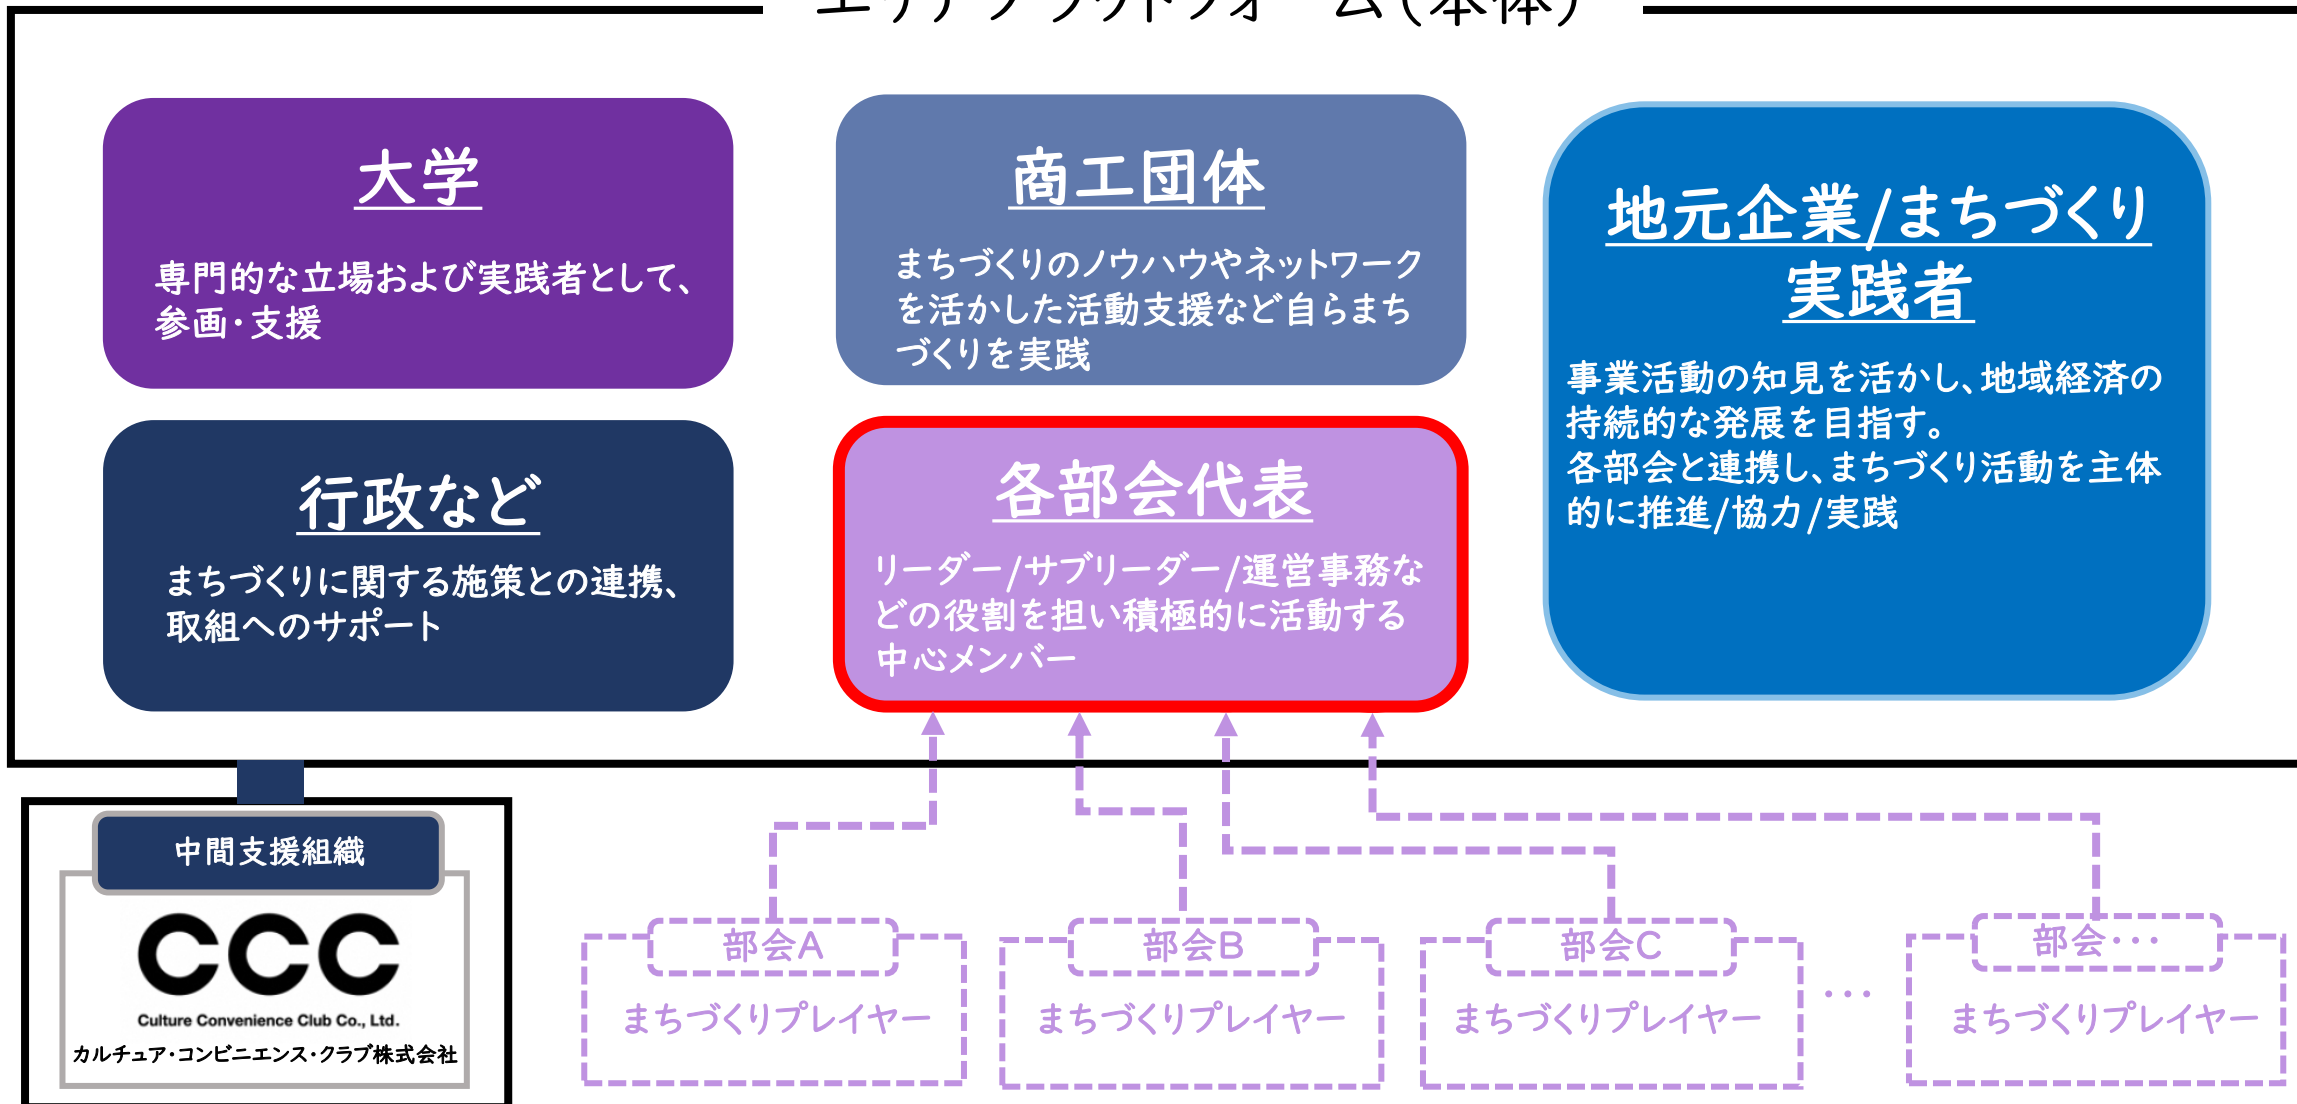 エリアプラットフォーム(本体)
大学
専門的な立場および実践者として、
参画・支援
商工団体
まちづくりのノウハウやネットワーク
を活かした活動支援など自らまち
づくりを実践
地元企業/まちづくり
実践者
事業活動の知見を活かし、地域経済の
持続的な発展を目指す。
各部会と連携し、まちづくり活動を主体
的に推進/協力/実践
行政など
まちづくりに関する施策との連携、
取組へのサポート
各部会代表
リーダー/サブリーダー/運営事務な
どの役割を担い積極的に活動する
中心メンバー
中間支援組織
CCC
Culture Convenience Club Co., Ltd.
カルチュア・コンビニエンス・クラブ株式会社
部会A
まちづくりプレイヤー
部会B
まちづくりプレイヤー
部会C
まちづくりプレイヤー
・・・
部会・・・
まちづくりプレイヤー